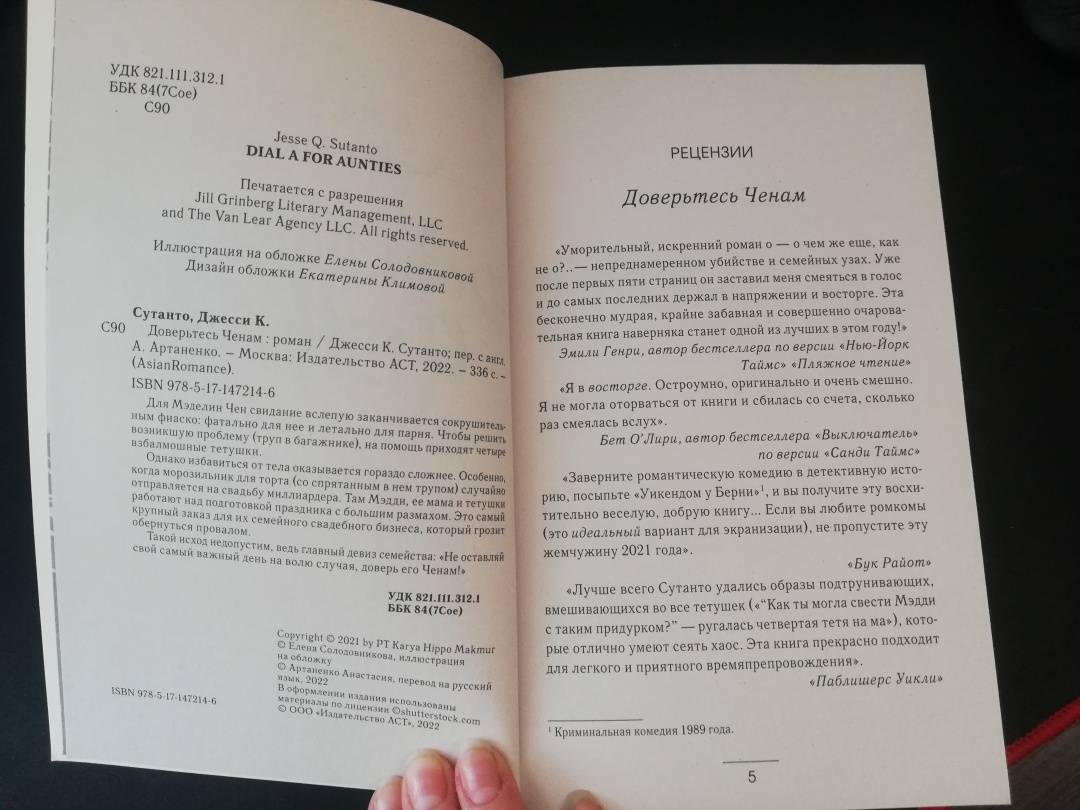 УДК 821.111.312.1
ББК 84(7Сое)
С90
Jesse Q. Sutanto
DIAL A FOR AUNTIES
Печатается с разрешения
Jill Grinberg Literary Management, LLC
and The Van Lear Agency LLC. All rights reserved.
Иллюстрация на обложке Елены Солодовниковой
Дизайн обложки Екатерины Климовой
Сутанто, Джесси К.
С90 Доверьтесь Ченам : роман / Джесси К. Сутанто; пер. с англ.
А. Артаненко. – Москва: Издательство АСТ, 2022. – 336 с. –
(AsianRomance).
ISBN 978-5-17-147214-6
Для Мэделин Чен свидание вслепую заканчивается сокрушитель-
ным фиаско: фатально для нее и летально для парня. Чтобы решить
возникшую проблему (труп в багажнике), на помощь приходят четыре
взбалмошные тетушки.
Однако избавиться от тела оказывается гораздо сложнее. Особенно,
когда морозильник для торта (со спрятанным в нем трупом) случайно
отправляется на свадьбу миллиардера. Там Мэдди, ее мама и тетушки
работают над подготовкой праздника с большим размахом. Это самый
крупный заказ для их семейного свадебного бизнеса, который грозит
обернуться провалом.
Такой исход недопустим, ведь главный девиз семейства: «Не оставляй
свой самый важный день на волю случая, доверь его Ченам!»
УДК 821.111.312.1
ББК 84(7Сое)
Copyright © 2021 by PT Karya Hippo Makmur
© Елена Солодовникова, иллюстрация
на обложку
© Артаненко Анастасия, перевод на русский
язык, 2022
В оформлении издания использованы
материалы по лицензии ©shutterstock.com
ISBN 978-5-17-147214-6
© ООО «Издательство АСТ», 2022
РЕЦЕНЗИИ
Доверьтесь Ченам
«Уморительный, искренний роман о — о чем же еще, как
не о?..— непреднамеренном убийстве и семейных узах. Уже
после первых пяти страниц он заставил меня смеяться в голос
и до самых последних держал в напряжении и восторге. Эта
бесконечно мудрая, крайне забавная и совершенно очарова-
тельная книга наверняка станет одной из лучших в этом году!»
Эмили Генри, автор бестселлера по версии «Нью-Йорк
Таймс» «Пляжное чтение»
«Я в восторге. Остроумно, оригинально и очень смешно.
Я не могла оторваться от книги и сбилась со счета, сколько
раз смеялась вслух».
Бет О'Лири, автор бестселлера «Выключатель»
по версии «Санди Таймс»
«Заверните романтическую комедию в детективную исто-
рию, посыпьте «Уикендом у Берни»¹, и вы получите эту восхи-
тительно веселую, добрую книгу... Если вы любите ромкомы
(это идеальный вариант для экранизации), не пропустите эту
жемчужину 2021 года».
«Бук Райот»
«Лучше всего Сутанто удались образы подтрунивающих,
вмешивающихся во все тетушек («“Как ты могла свести Мэдди
с таким придурком?” — ругалась четвертая тетя на ма»), кото-
рые отлично умеют сеять хаос. Эта книга прекрасно подходит
для легкого и приятного времяпрепровождения».
«Паблишерс Уикли»
¹ Криминальная комедия 1989 года.
5